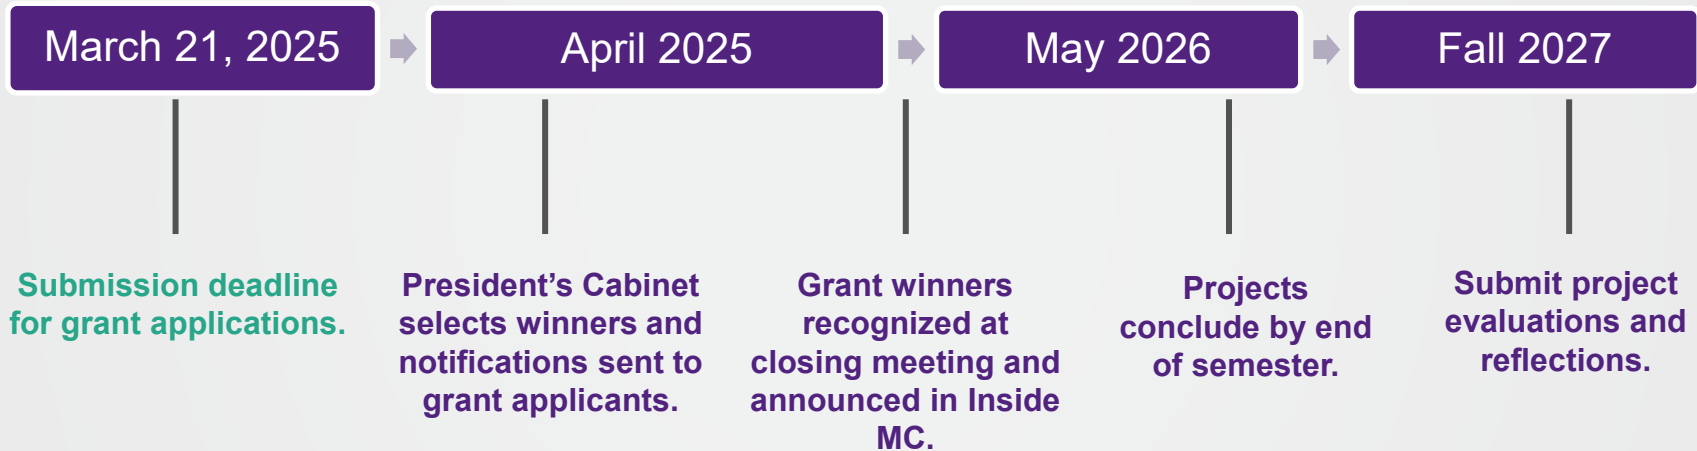 March 21, 2025
April 2025
May 2026
Fall 2027
Submission deadline
for grant applications.
President’s Cabinet
selects winners and
notifications sent to
grant applicants.
Grant winners
recognized at
closing meeting and
announced in Inside
MC.
Projects
conclude by end
of semester.
Submit project
evaluations and
reflections.